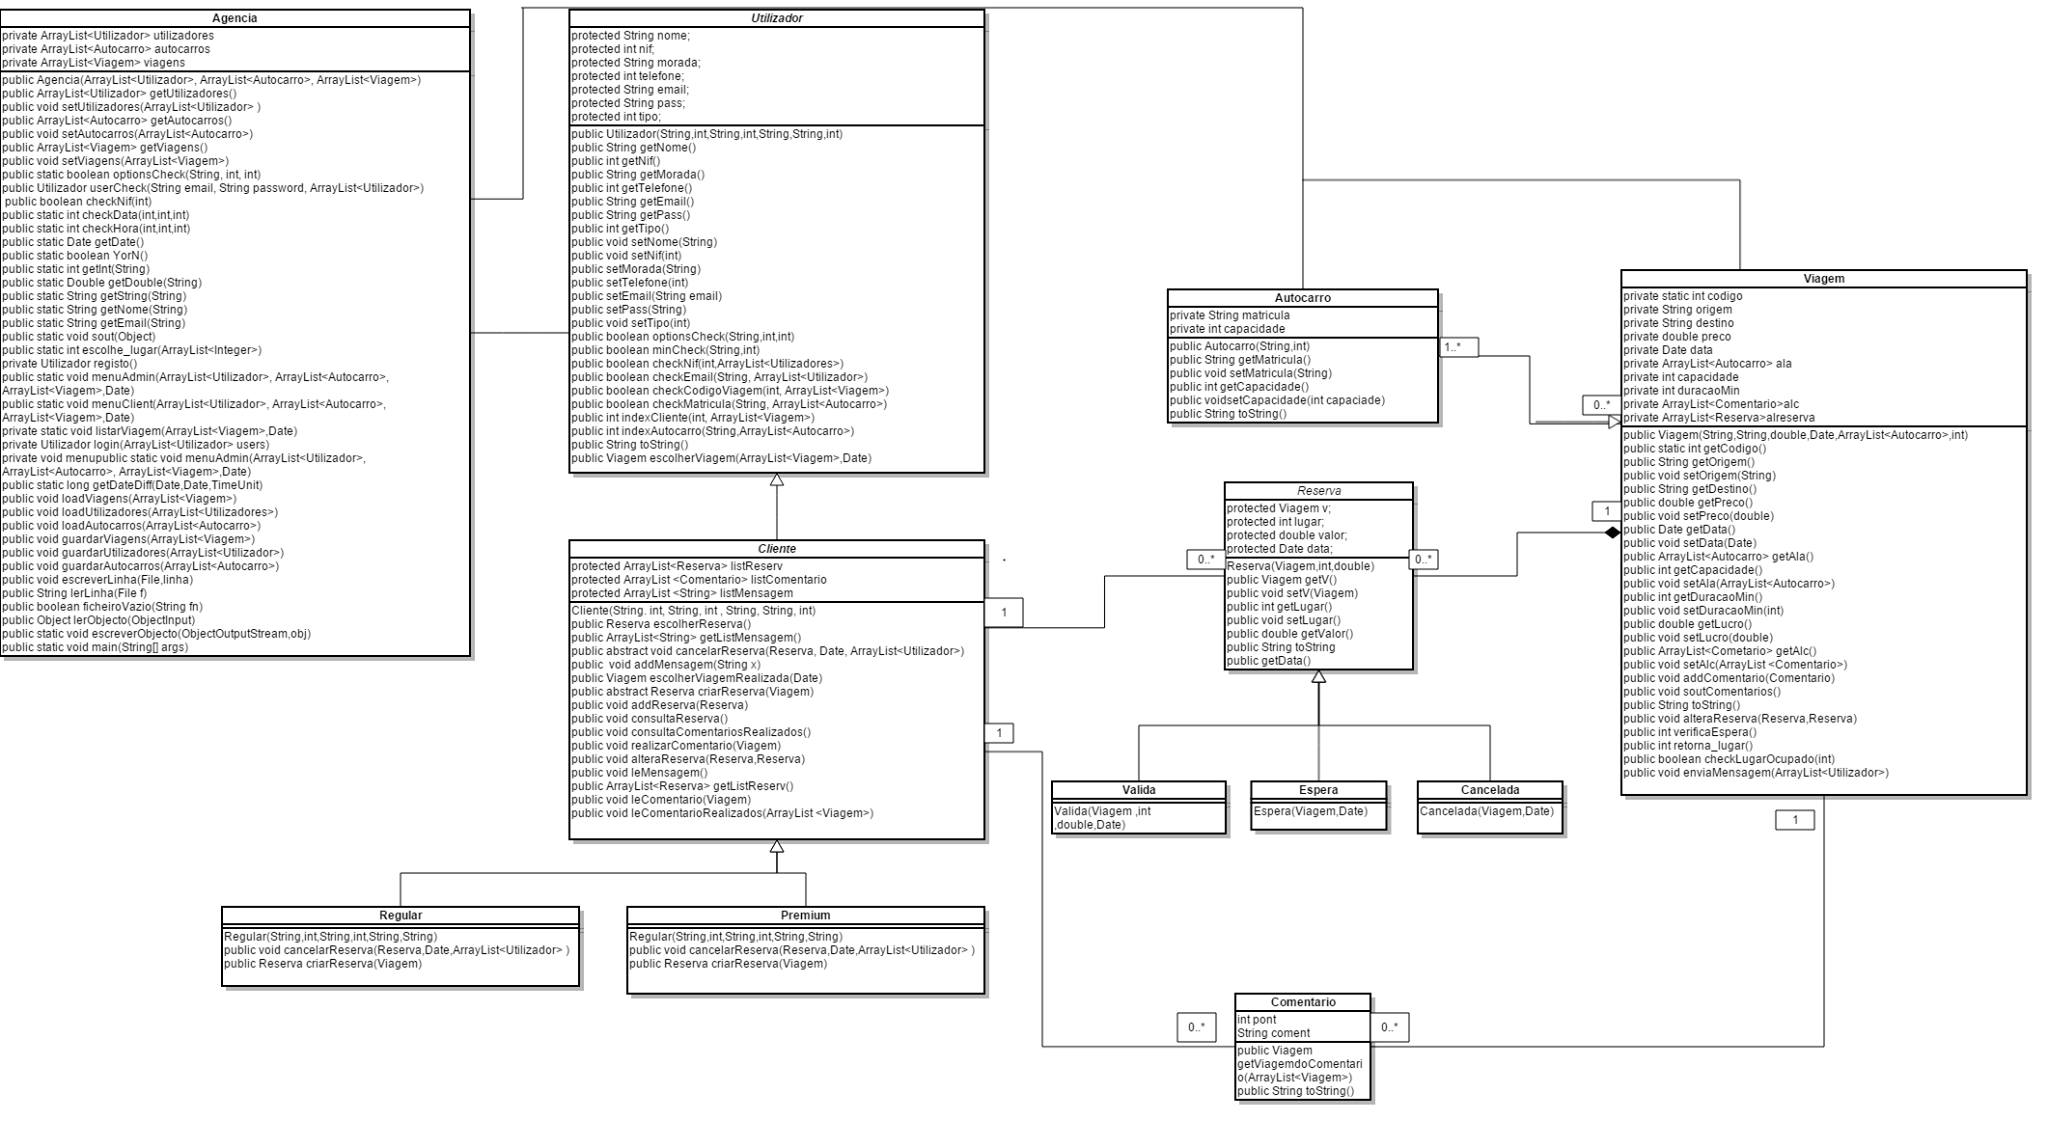 Agencia
private ArrayList<Utilizador> utilizadores
private ArrayList<Autocarro> autocarros
private ArrayList<Viagem> viagens
public Agencia(ArrayList<Utilizador>, ArrayList<Autocarro>, ArrayList<Viagem>)
public ArrayList<Utilizador> getUtilizadores()
public void setUtilizadores(ArrayList<Utilizador> )
public ArrayList<Autocarro> getAutocarros()
public void setAutocarros(ArrayList<Autocarro>)
public ArrayList<Viagem> getViagens()
public void setViagens(ArrayList<Viagem>)
public static boolean optionsCheck(String, int, int)
public Utilizador userCheck(String email, String password, ArrayList<Utilizador>)
public boolean checkNif(int)
public static int checkData(int,int,int)
public static int checkHora(int,int,int)
public static Date getDate()
public static boolean YorN()
public static int getInt(String)
public static Double getDouble(String)
public static String getString(String)
public static String getNome(String)
public static String getEmail(String)
public static void sout(Object)
public static int escolhe_lugar(ArrayList<Integer>)
private Utilizador registo()
public static void menuAdmin(ArrayList<Utilizador>, ArrayList<Autocarro>,
ArrayList<Viagem>,Date)
public static void menuClient(ArrayList<Utilizador>, ArrayList<Autocarro>,
ArrayList<Viagem>,Date)
private static void listarViagem(ArrayList<Viagem>,Date)
private Utilizador login(ArrayList<Utilizador> users)
private void menupublic static void menuAdmin(ArrayList<Utilizador>,
ArrayList<Autocarro>, ArrayList<Viagem>,Date)
public static long getDateDiff(Date,Date,TimeUnit)
public void loadViagens(ArrayList<Viagem>)
public void loadUtilizadores(ArrayList<Utilizadores>)
public void loadAutocarros(ArrayList<Autocarro>)
public void guardarViagens(ArrayList<Viagem>)
public void guardarUtilizadores(ArrayList<Utilizador>)
public void guardarAutocarros(ArrayList<Autocarro>)
public void escreverLinha(File,linha)
public String lerLinha(File f)
public boolean ficheiroVazio(String fn)
public Object lerObjecto(ObjectInput)
public static void escreverObjecto(ObjectOutputStream,obj)
public static void main(String[] args)
Utilizador
protected String nome;
protected int nif;
protected String morada;
protected int telefone;
protected String email;
protected String pass;
protected int tipo;
public Utilizador(String,int,String,int,String,String,int)
public String getNome()
public int getNif()
public String getMorada()
public int getTelefone()
public String getEmail()
public String getPass()
public int getTipo()
public void setNome(String)
public void setNif(int)
public setMorada(String)
public setTelefone(int)
public setEmail(String email)
public setPass(String)
public void setTipo(int)
public boolean optionsCheck(String,int,int)
public boolean minCheck(String,int)
public boolean checkNif(int,ArrayList<Utilizadores>)
public boolean checkEmail(String, ArrayList<Utilizador>)
public boolean checkCodigoViagem(int, ArrayList<Viagem>)
public boolean checkMatricula(String, ArrayList<Autocarro>)
public int indexCliente(int, ArrayList<Viagem>)
public int indexAutocarro(String,ArrayList<Autocarro>)
public String toString()
public Viagem escolherViagem(ArrayList<Viagem>,Date)
Autocarro
private String matricula
private int capacidade
public Autocarro(String,int)
public String getMatricula()
public void setMatricula(String)
public int getCapacidade()
public voidsetCapacidade(int capaciade)
public String toString()
1..*
0..*
Viagem
private static int codigo
private String origem
private String destino
private double preco
private Date data
private ArrayList<Autocarro> ala
private int capacidade
private int duracaoMin
private ArrayList<Comentario>alc
private ArrayList<Reserva>alreserva
public Viagem(String,String,double,Date,ArrayList<Autocarro>,int)
public static int getCodigo()
public String getOrigem()
public void setOrigem(String)
public String getDestino()
public double getPreco()
public void setPreco(double)
public Date getData()
public void setData(Date)
public ArrayList<Autocarro> getAla()
public int getCapacidade()
public void setAla(ArrayList<Autocarro>)
public int getDuracaoMin()
public void setDuracaoMin(int)
public double getLucro()
public void setLucro(double)
public ArrayList<Cometario> getAlc()
public void setAlc(ArrayList <Comentario>)
public void addComentario(Comentario)
public void soutComentarios()
public String toString()
public void alteraReserva(Reserva,Reserva)
public int verificaEspera()
public int retorna_lugar()
public boolean checkLugarOcupado(int)
public void enviaMensagem(ArrayList<Utilizador>)
1
Reserva
protected Viagem v;
protected int lugar;
protected double valor;
protected Date data;
Reserva(Viagem,int,double)
public Viagem getV()
public void setV(Viagem)
public int getLugar()
public void setLugar()
public double getValor()
public String toString
public getData()
0..*
0..*
Cliente
protected ArrayList<Reserva> listReserv
protected ArrayList <Comentario> listComentario
protected ArrayList <String> listMensagem
Cliente(String. int, String, int , String, String, int)
public Reserva escolherReserva()
public ArrayList<String> getListMensagem()
public abstract void cancelarReserva(Reserva, Date, ArrayList<Utilizador>)
public  void addMensagem(String x)
public Viagem escolherViagemRealizada(Date)
public abstract Reserva criarReserva(Viagem)
public void addReserva(Reserva)
public void consultaReserva()
public void consultaComentariosRealizados()
public void realizarComentario(Viagem)
public void alteraReserva(Reserva,Reserva)
public void leMensagem()
public ArrayList<Reserva> getListReserv()
public void leComentario(Viagem)
public void leComentarioRealizados(ArrayList <Viagem>)
1
1
Valida
Valida(Viagem ,int
,double,Date)
Espera
Espera(Viagem,Date)
Cancelada
Cancelada(Viagem,Date)
1
Regular
Regular(String,int,String,int,String,String)
public void cancelarReserva(Reserva,Date,ArrayList<Utilizador> )
public Reserva criarReserva(Viagem)
Premium
Regular(String,int,String,int,String,String)
public void cancelarReserva(Reserva,Date,ArrayList<Utilizador> )
public Reserva criarReserva(Viagem)
0..*
Comentario
int pont
String coment
public Viagem
getViagemdoComentari
o(ArrayList<Viagem>)
public String toString()
0..*